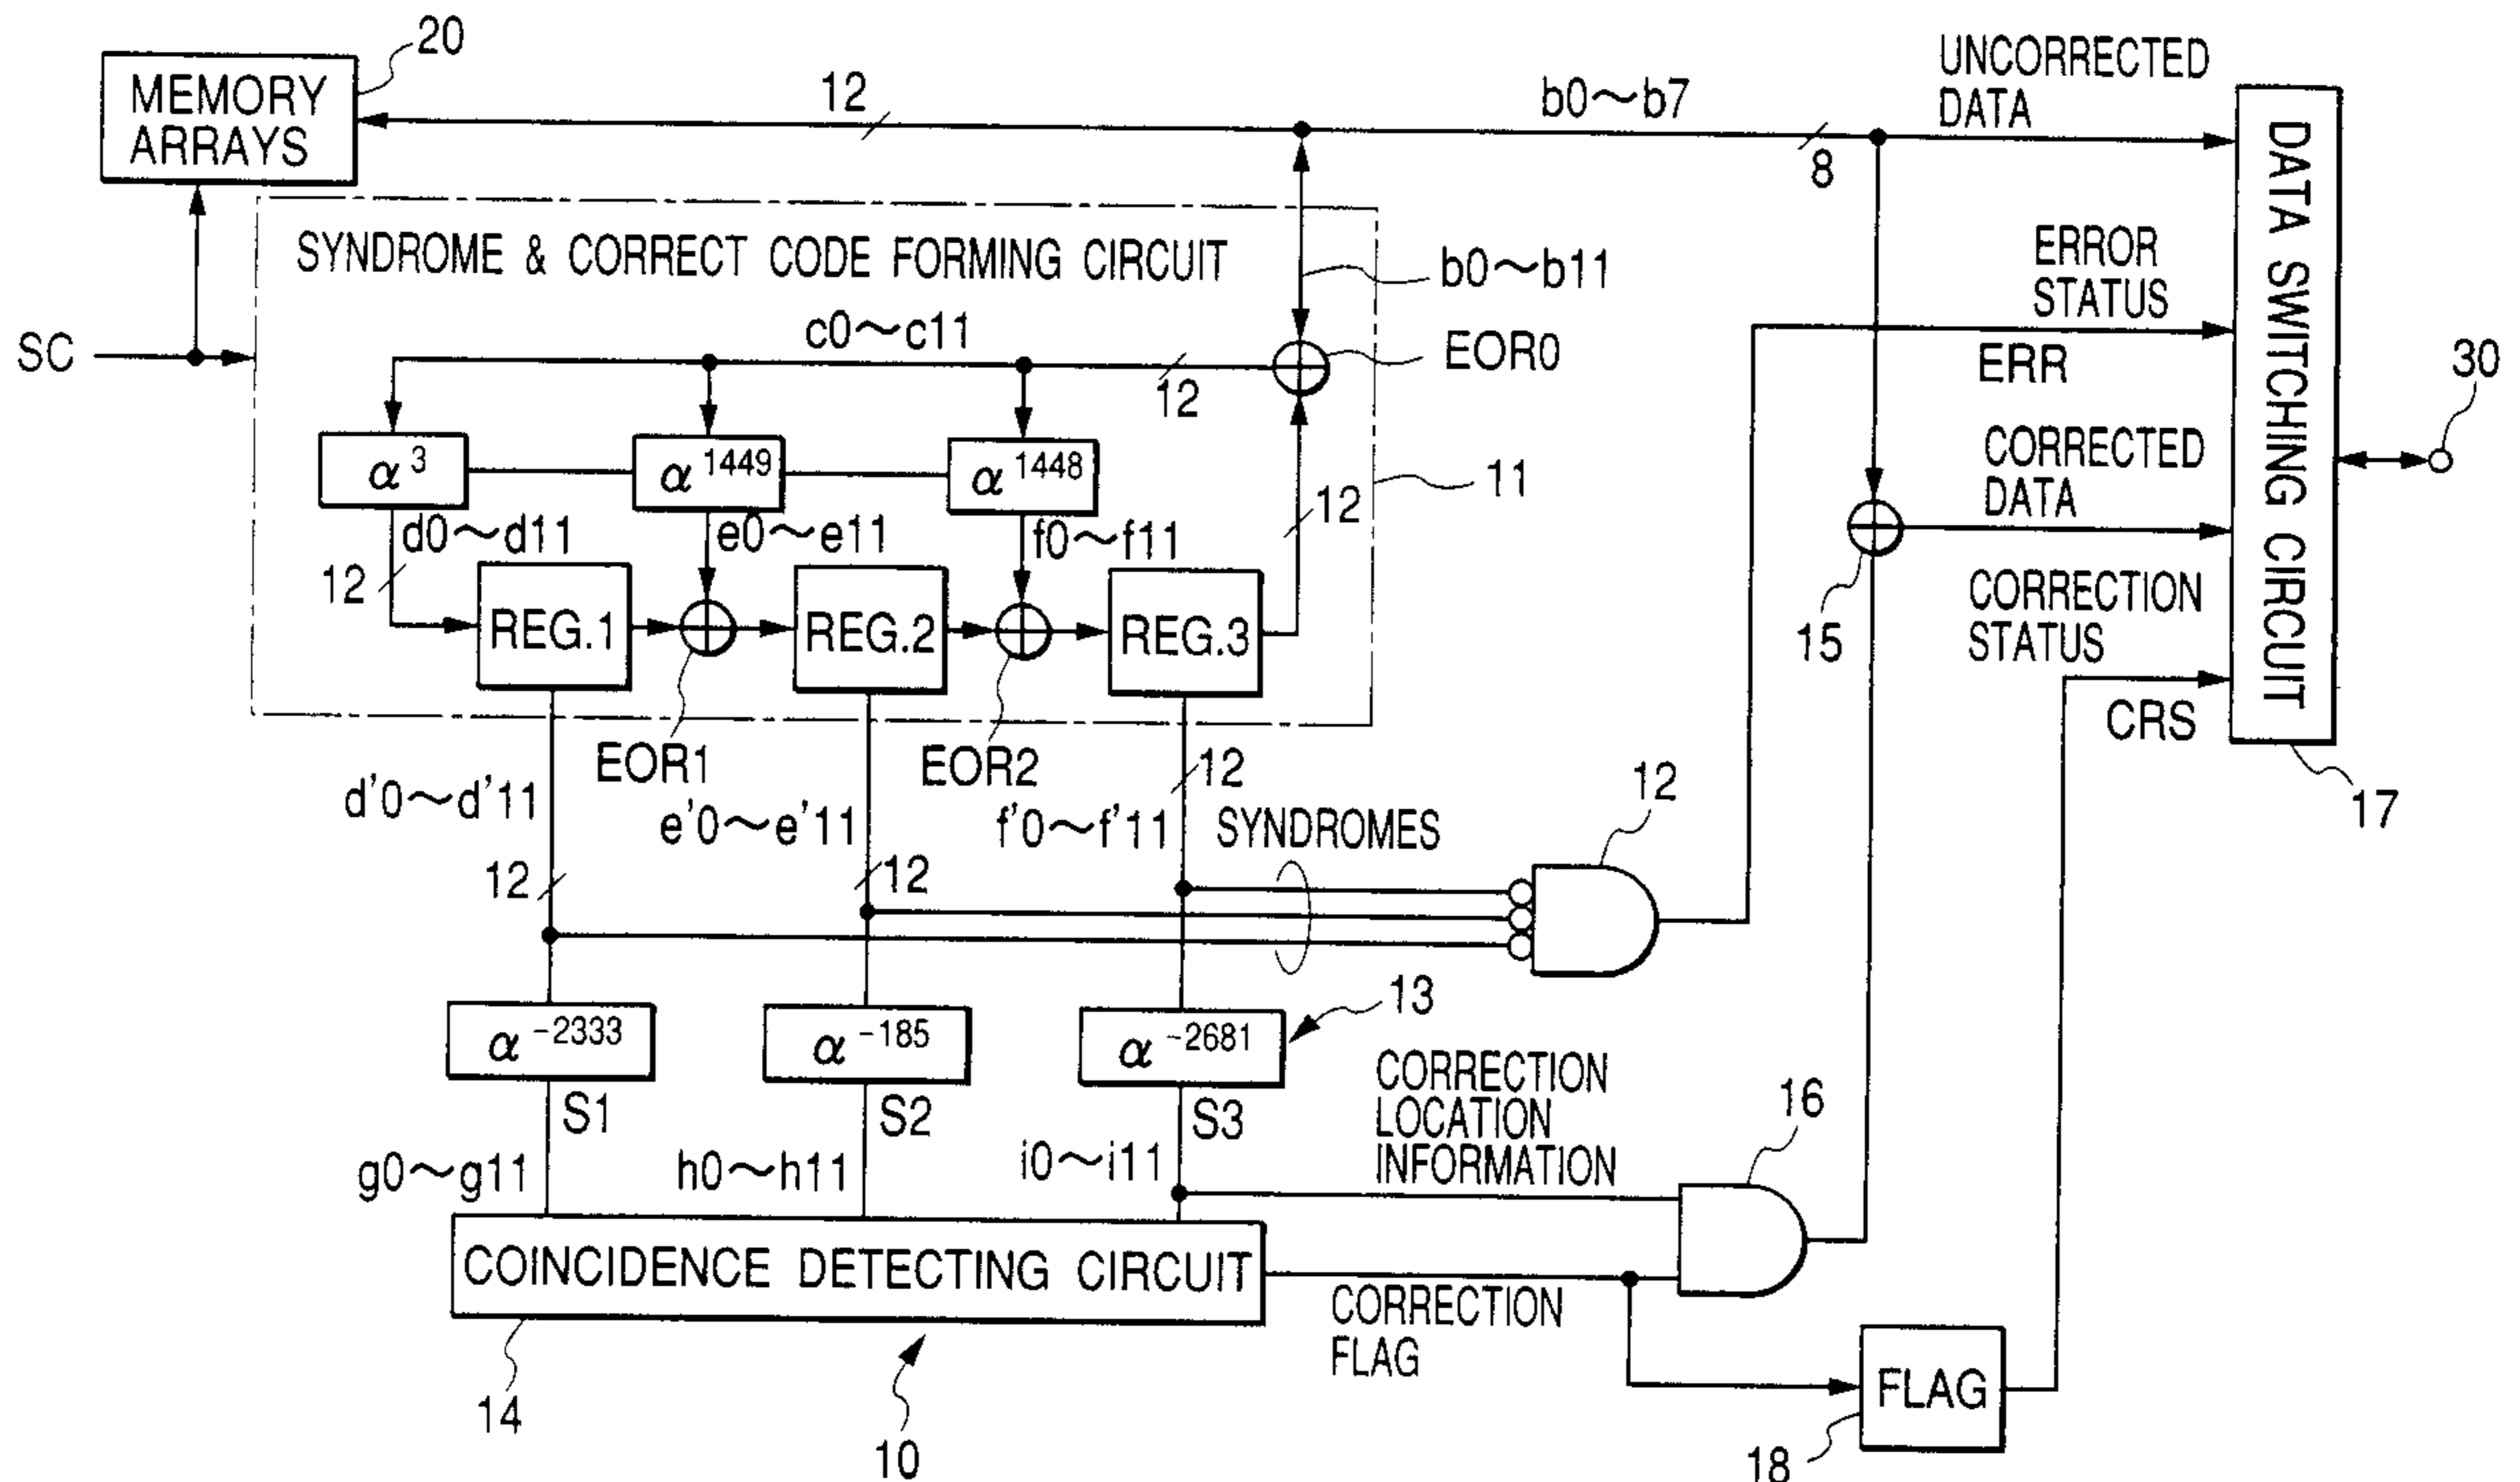 20
MEMORY
ARRAYS
12
b0~b7
8
UNCORRECTED
DATA
SYNDROME & CORRECT CODE FORMING CIRCUIT
b0~b11
ERROR
STATUS
ERR
DATA SWITCHING CIRCUIT
30
SC
c0~c11
12
EOR0
α^3
α^1449
α^1448
12
11
CORRECTED
DATA
d0~d11
e0~e11
f0~f11
12
REG.1
REG.2
REG.3
15
CORRECTION
STATUS
CRS
17
EOR1
EOR2
d'0~d'11
e'0~e'11
f'0~f'11
12
12
12
SYNDROMES
12
α^-2333
α^-185
α^-2681
13
S1
S2
S3
g0~g11
h0~h11
i0~i11
CORRECTION
LOCATION
INFORMATION
16
COINCIDENCE DETECTING CIRCUIT
CORRECTION
FLAG
FLAG
14
10
18